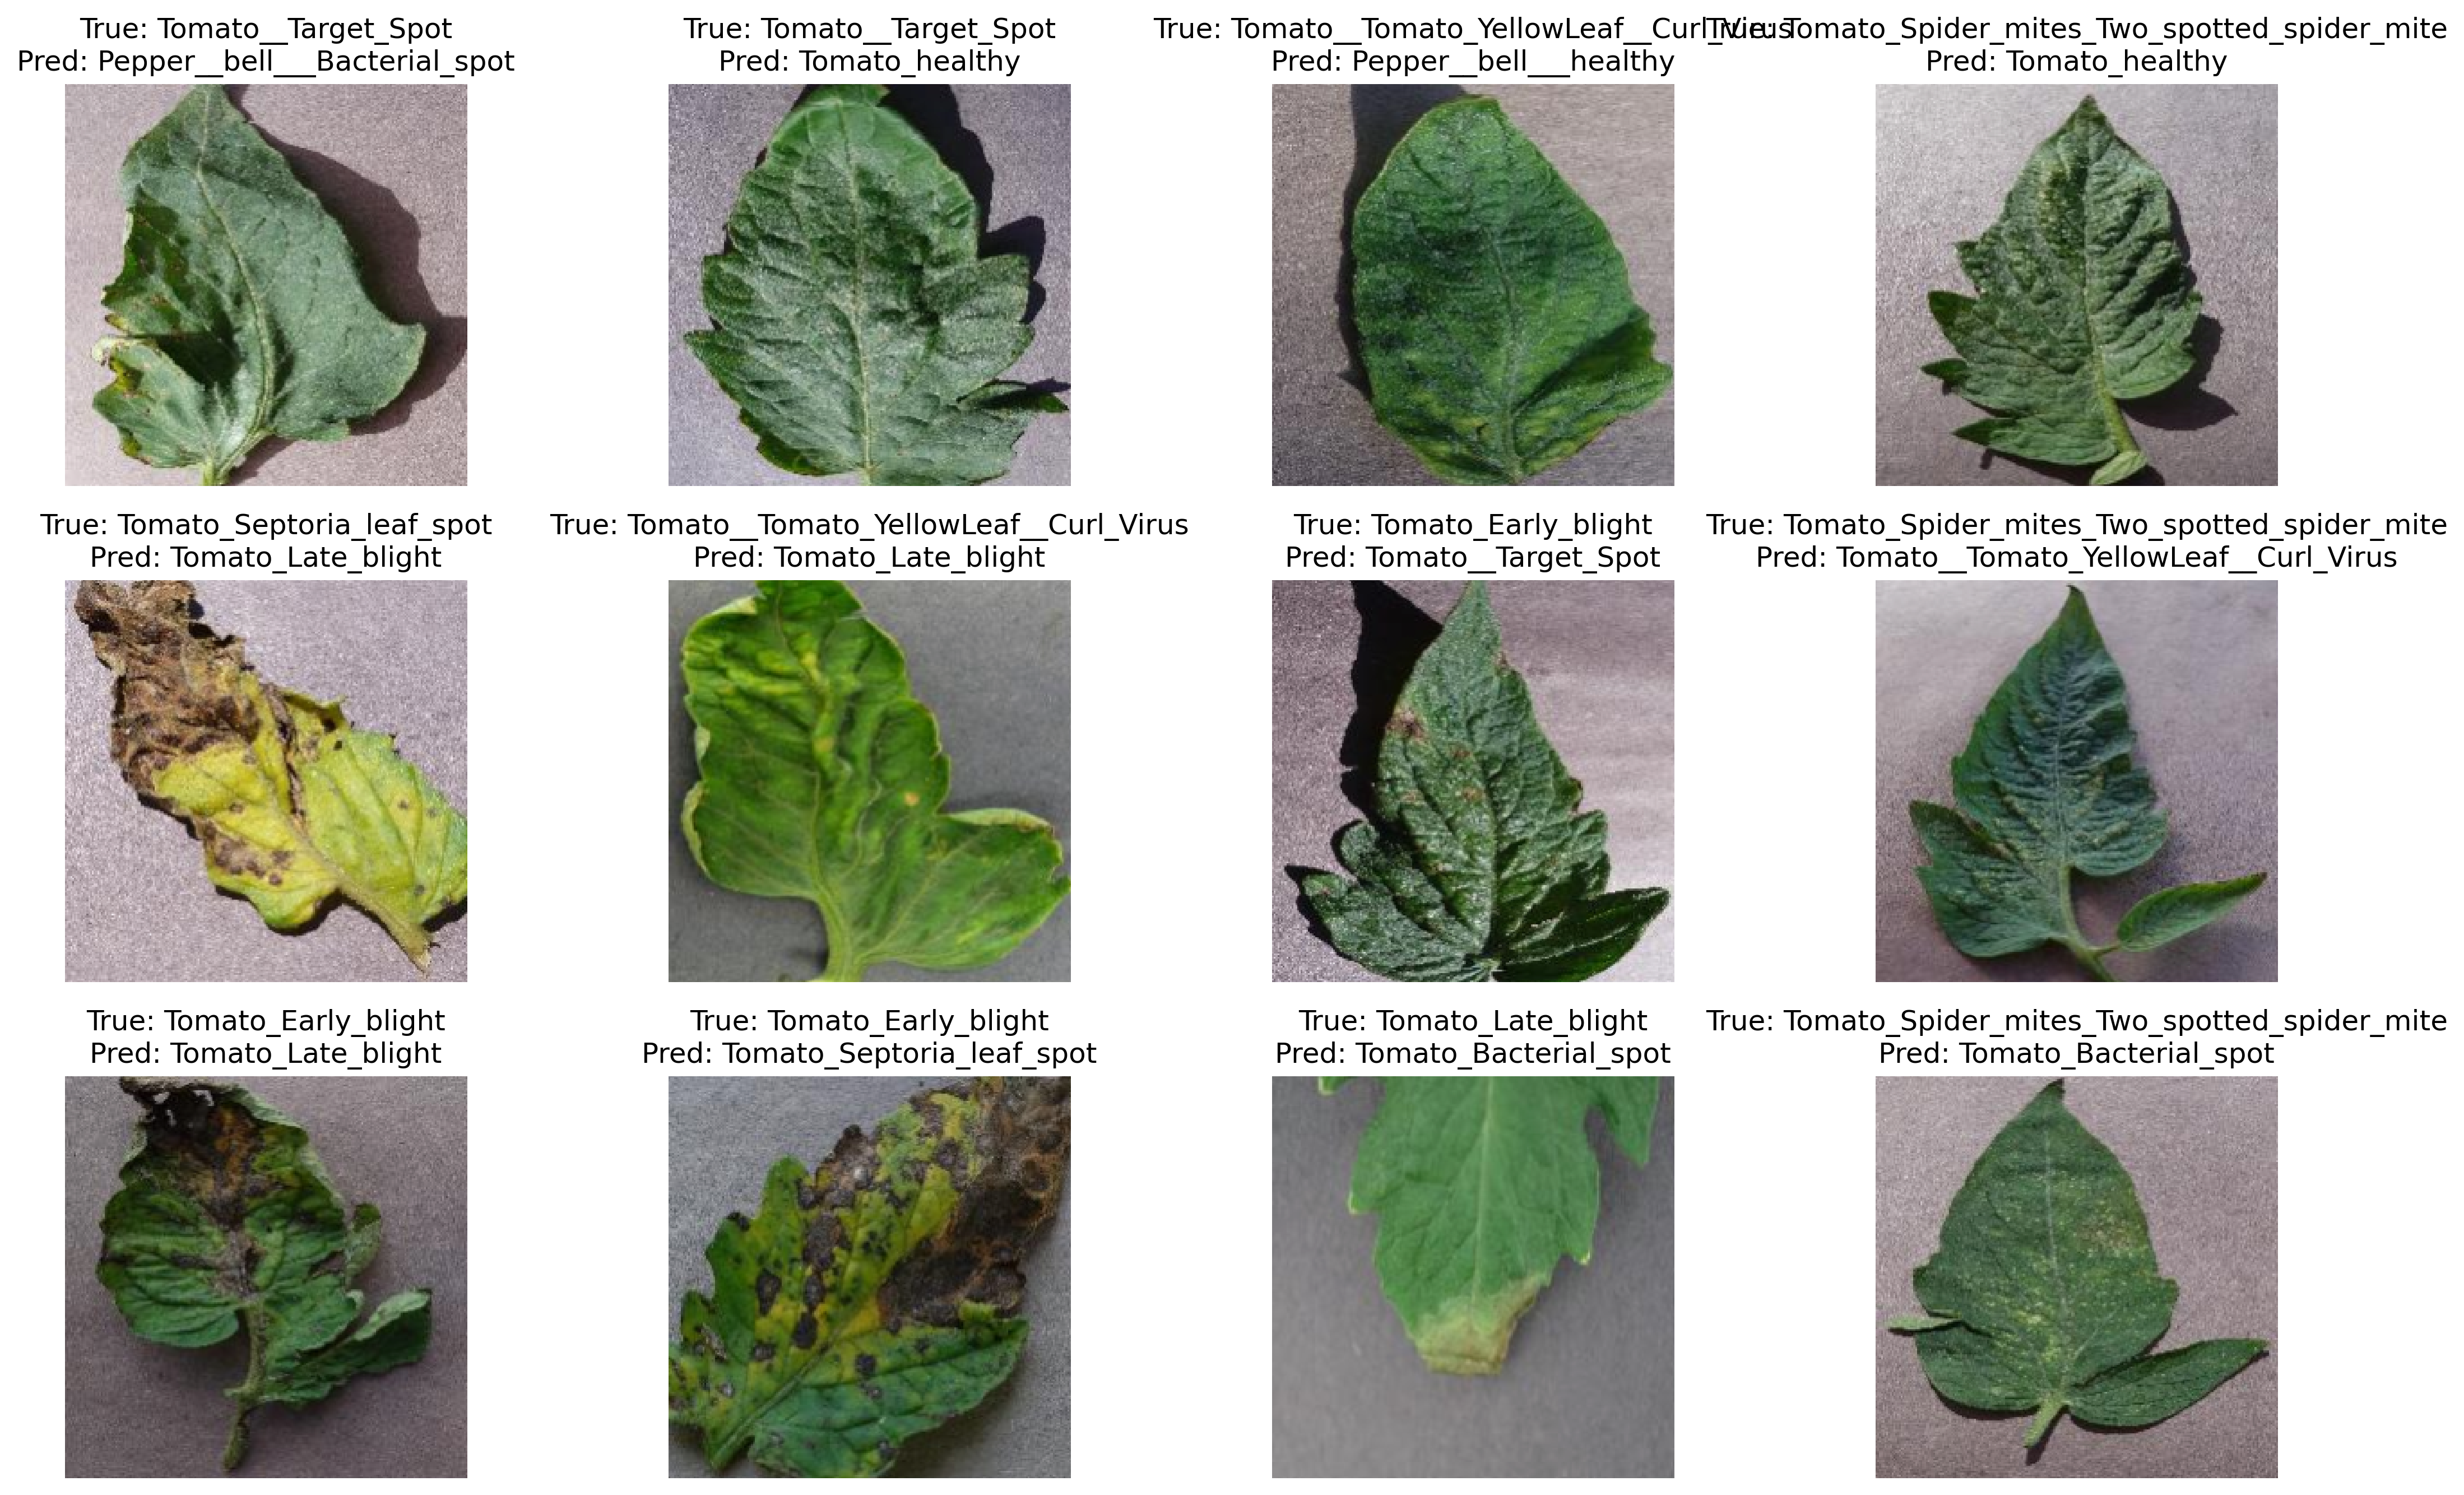 True: Tomato__Target_Spot
Pred: Pepper__bell___Bacterial_spot
True: Tomato__Target_Spot
Pred: Tomato_healthy
True: Tomato__Tomato_YellowLeaf__Curl_Virus
Pred: Pepper__bell___healthy
True: Tomato_Spider_mites_Two_spotted_spider_mite
Pred: Tomato_healthy
True: Tomato_Septoria_leaf_spot
Pred: Tomato_Late_blight
True: Tomato__Tomato_YellowLeaf__Curl_Virus
Pred: Tomato_Late_blight
True: Tomato_Early_blight
Pred: Tomato__Target_Spot
True: Tomato_Spider_mites_Two_spotted_spider_mite
Pred: Tomato__Tomato_YellowLeaf__Curl_Virus
True: Tomato_Early_blight
Pred: Tomato_Late_blight
True: Tomato_Early_blight
Pred: Tomato_Septoria_leaf_spot
True: Tomato_Late_blight
Pred: Tomato_Bacterial_spot
True: Tomato_Spider_mites_Two_spotted_spider_mite
Pred: Tomato_Bacterial_spot